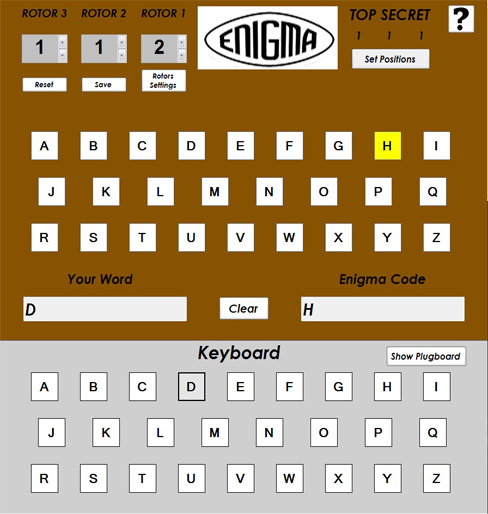 ROTOR 3 ROTOR 2 ROTOR 1 ENIGMA TOP SECRET ?
1 1 1
1 1 2
Set Positions
Reset Save Rotors Settings
A B C D E F G H I
J K L M N O P Q
R S T U V W X Y Z
Your Word Enigma Code
D Clear H
Keyboard
Show Plugboard
A B C D E F G H I
J K L M N O P Q
R S T U V W X Y Z